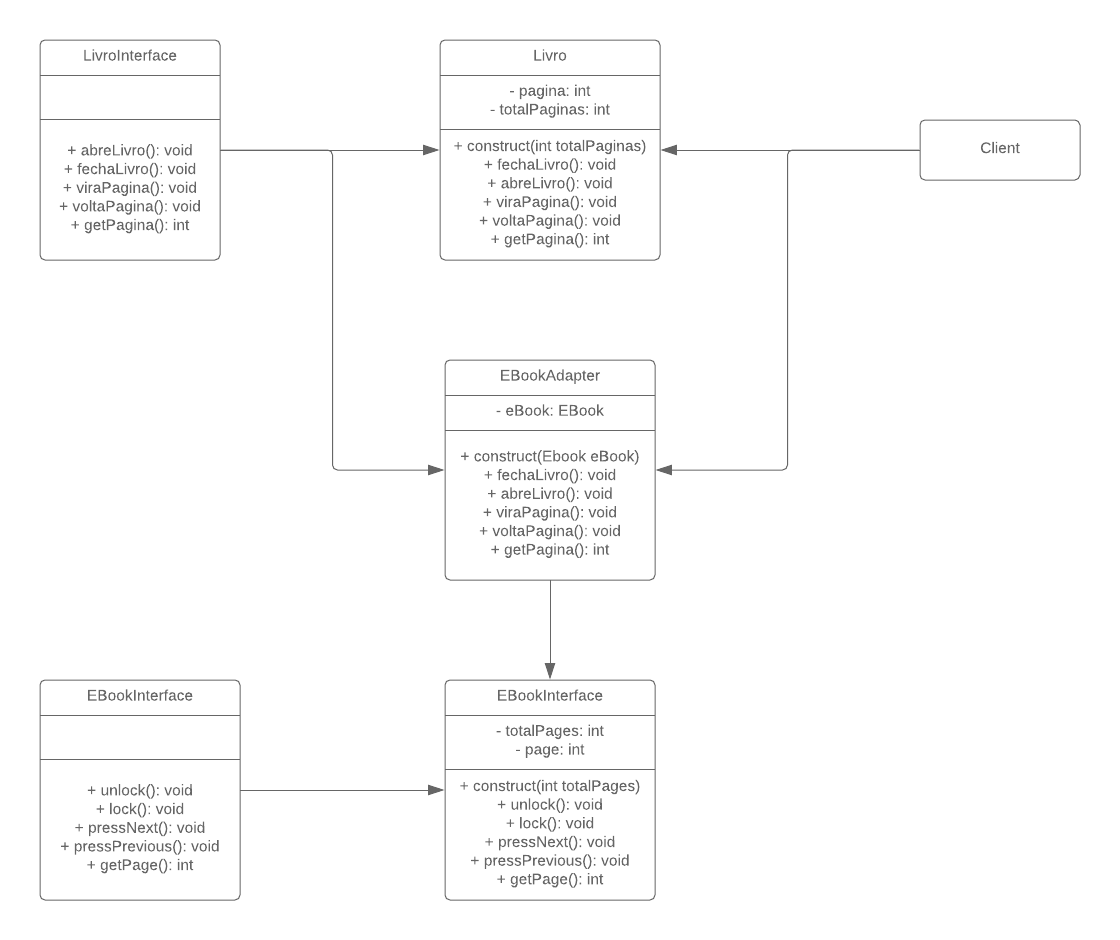 LivroInterface
+ abreLivro(): void
+ fechaLivro(): void
+ viraPagina(): void
+ voltaPagina(): void
+ getPagina(): int
Livro
- pagina: int
- totalPaginas: int
+ construct(int totalPaginas)
+ fechaLivro(): void
+ abreLivro(): void
+ viraPagina(): void
+ voltaPagina(): void
+ getPagina(): int
Client
EBookAdapter
- eBook: EBook
+ construct(Ebook eBook)
+ fechaLivro(): void
+ abreLivro(): void
+ viraPagina(): void
+ voltaPagina(): void
+ getPagina(): int
EBookInterface
+ unlock(): void
+ lock(): void
+ pressNext(): void
+ pressPrevious(): void
+ getPage(): int
EBookInterface
- totalPages: int
- page: int
+ construct(int totalPages)
+ unlock(): void
+ lock(): void
+ pressNext(): void
+ pressPrevious(): void
+ getPage(): int